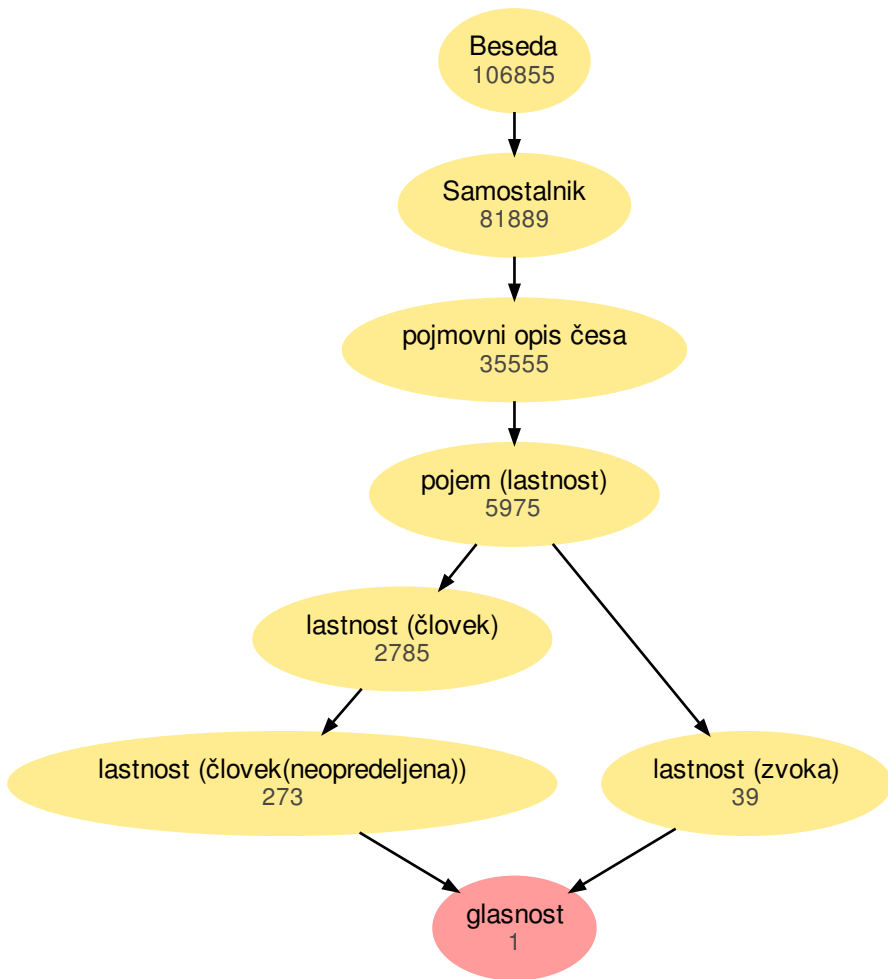 Beseda
106855
Samostalnik
81889
pojmovni opis česa
35555
pojem (lastnost)
5975
lastnost (človek)
2785
lastnost (človek(neopredeljena))
273
lastnost (zvoka)
39
glasnost
1